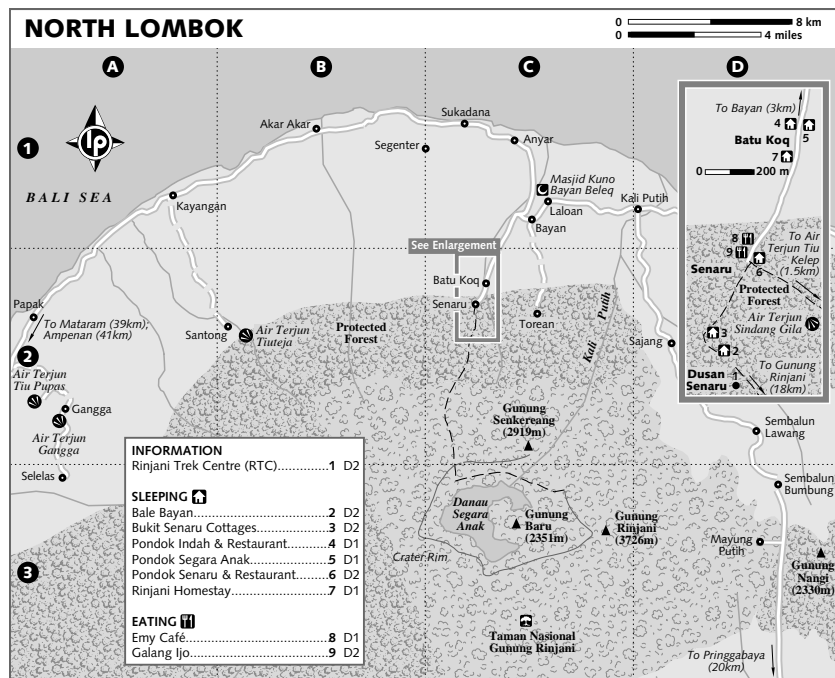 NORTH LOMBOK
0 8 km
0 4 miles
A
B
C
D
1
2
3
lp
BALI SEA
Akar Akar
Sukadana
Segenter
Anyar
Masjid Kuno
Bayan Beleq
Kali Putih
Laloan
Bayan
Kayangan
See Enlargement
Batu Koq
Senaru
Torean
Kali Putih
Sajang
Papak
To Mataram (39km);
Ampenan (41km)
Santong
Air Terjun
Tiuteja
Protected
Forest
Air Terjun
Tiu Pupas
Gangga
Air Terjun
Gangga
Selelas
Gunung
Senkereang
(2919m)
Sembalun
Lawang
Sembalun
Bumbung
Danau
Segara
Anak
Gunung
Baru
(2351m)
Gunung
Rinjani
(3726m)
Crater Rim
Mayung
Putih
Gunung
Nangi
(2330m)
Taman Nasional
Gunung Rinjani
To Pringgabaya
(20km)
To Bayan (3km)
4
5
Batu Koq
7
0 200 m
8
9
To Air
Terjun Tiu
Kelep
(1.5km)
Senaru
6
Protected
Forest
Air Terjun
Sindang Gila
3
2
To Gunung
Rinjani
(18km)
Dusan
Senaru
1
INFORMATION
Rinjani Trek Centre (RTC)..............1 D2
SLEEPING
Bale Bayan..............2 D2
Bukit Senaru Cottages..............3 D2
Pondok Indah & Restaurant..............4 D1
Pondok Segara Anak..............5 D1
Pondok Senaru & Restaurant..............6 D2
Rinjani Homestay..............7 D1
EATING
Emy Café..............8 D1
Galang Ijo..............9 D2